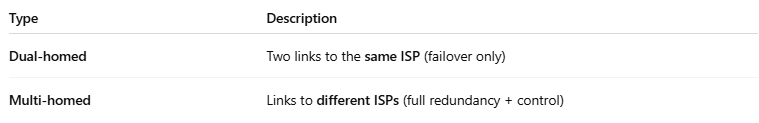 Type Description
Dual-homed Two links to the same ISP (failover only)
Multi-homed Links to different ISPs (full redundancy + control)